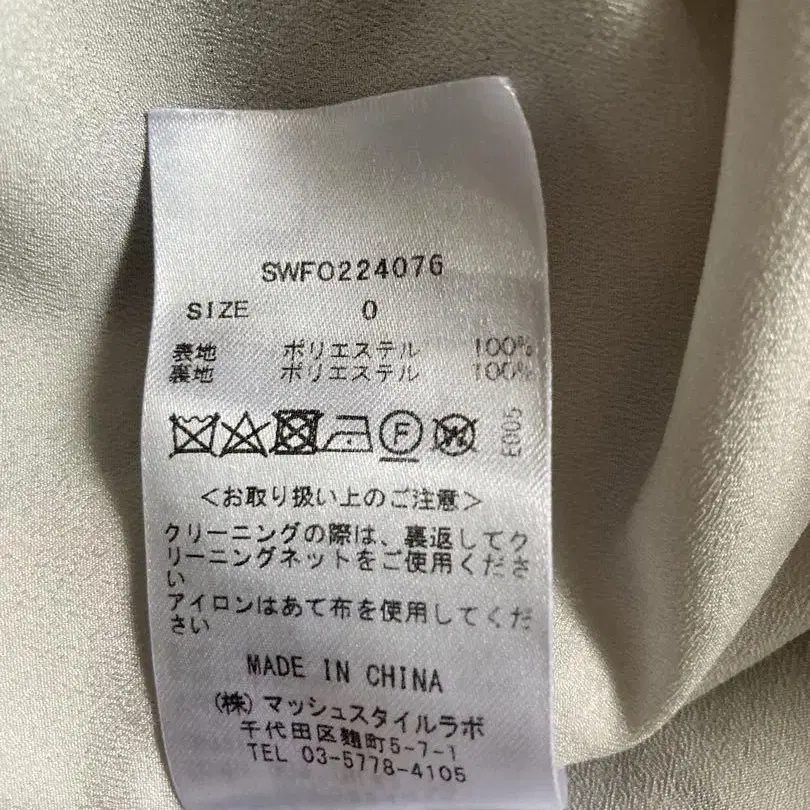 SWFO224076
SIZE 0
表地 ポリエステル 100%
裏地 ポリエステル 100%
F W E005
<お取り扱い上のご注意>
クリーニングの際は、裏返してク
リーニングネットをご使用くださ
い
アイロンはあて布を使用してくだ
さい
MADE IN CHINA
(株)マッシュスタイルラボ
千代田区麹町5-7-1
TEL 03-5778-4105